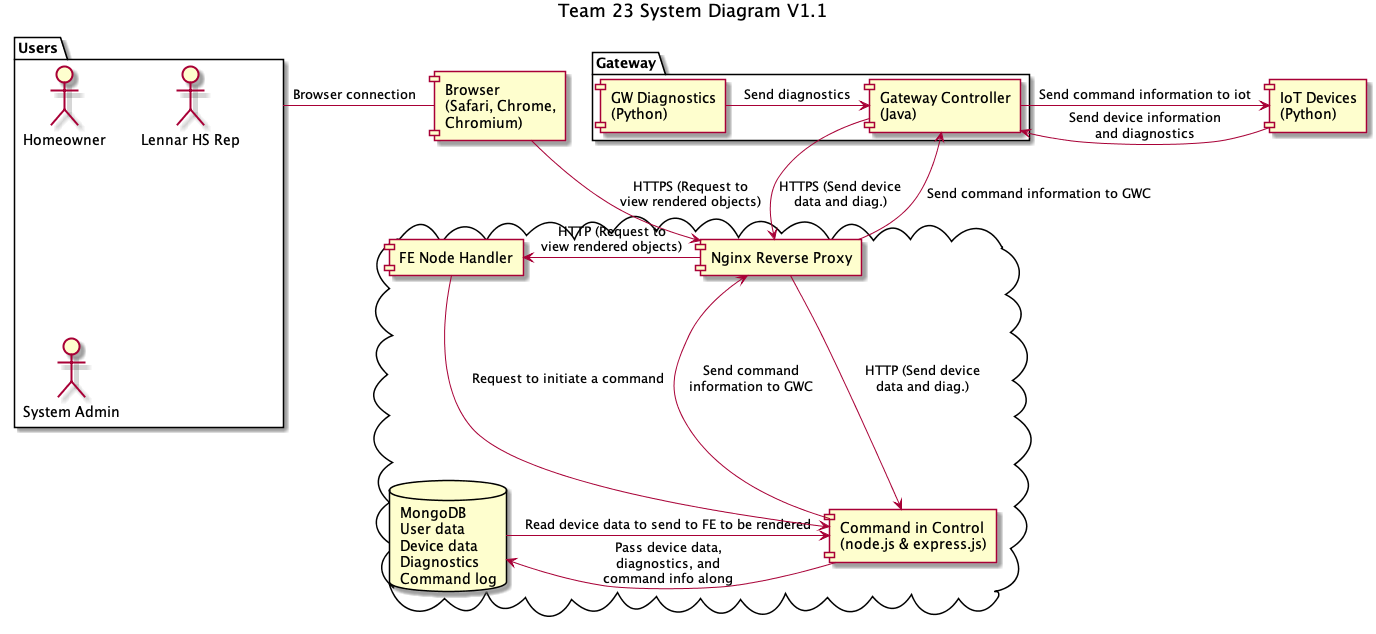 Team 23 System Diagram V1.1
Users
Homeowner
Lennar HS Rep
System Admin
Browser connection
Browser
(Safari, Chrome,
Chromium)
Gateway
GW Diagnostics
(Python)
Send diagnostics
Gateway Controller
(Java)
Send command information to iot
Send device information
and diagnostics
IoT Devices
(Python)
HTTPS (Request to
view rendered objects)
HTTPS (Send device
data and diag.)
Send command information to GWC
HTTP (Request to
view rendered objects)
FE Node Handler
Nginx Reverse Proxy
Request to initiate a command
Send command
information to GWC
HTTP (Send device
data and diag.)
MongoDB
User data
Device data
Diagnostics
Command log
Read device data to send to FE to be rendered
Pass device data,
diagnostics, and
command info along
Command in Control
(node.js & express.js)